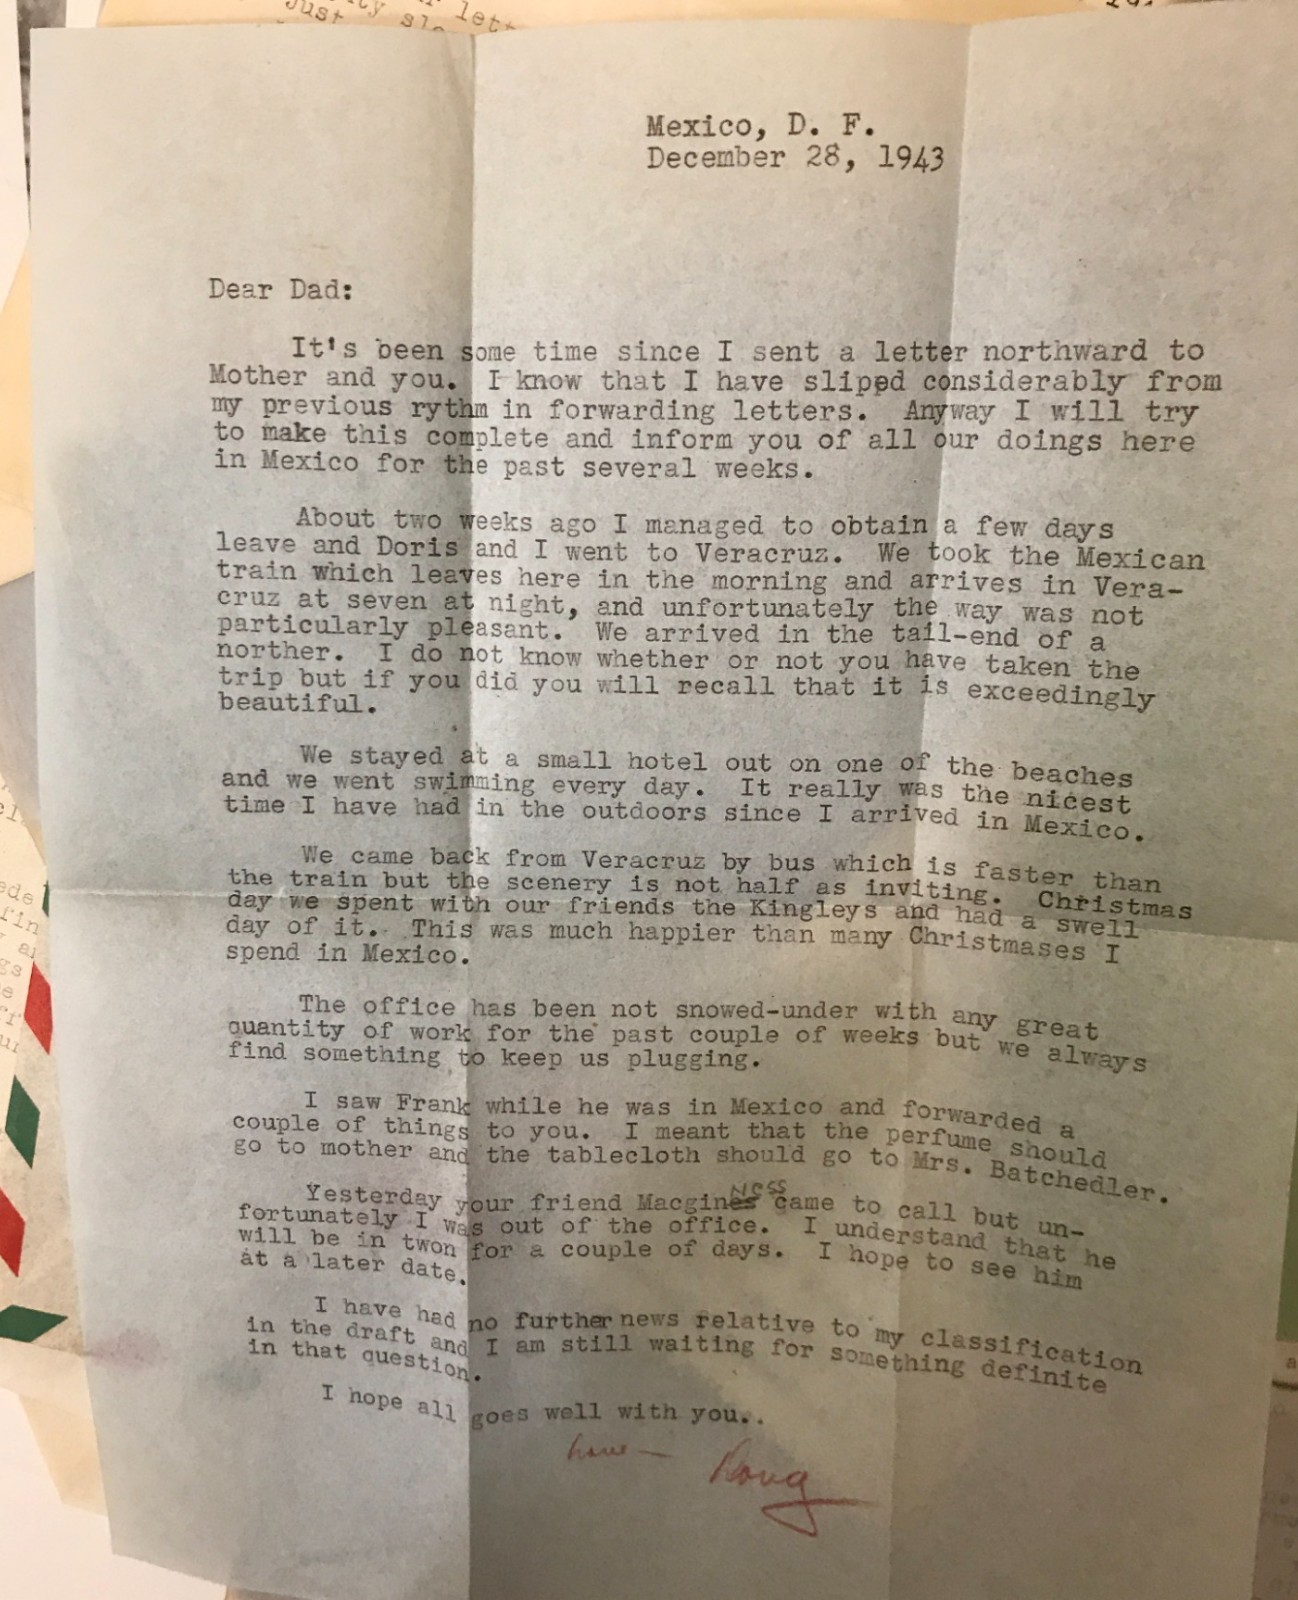 Mexico, D. F.
December 28, 1943
Dear Dad:
It's been some time since I sent a letter northward to
Mother and you. I know that I have sliped considerably from
my previous rythm in forwarding letters. Anyway I will try
to make this complete and inform you of all our doings here
in Mexico for the past several weeks.
About two weeks ago I managed to obtain a few days
leave and Doris and I went to Veracruz. We took the Mexican
train which leaves here in the morning and arrives in Vera-
cruz at seven at night, and unfortunately the way was not
particularly pleasant. We arrived in the tail-end of a
norther. I do not know whether or not you have taken the
trip but if you did you will recall that it is exceedingly
beautiful.
We stayed at a small hotel out on one of the beaches
and we went swimming every day. It really was the nicest
time I have had in the outdoors since I arrived in Mexico.
We came back from Veracruz by bus which is faster than
the train but the scenery is not half as inviting. Christmas
day we spent with our friends the Kingleys and had a swell
day of it. This was much happier than many Christmases I
spend in Mexico.
The office has been not snowed-under with any great
quantity of work for the past couple of weeks but we always
find something to keep us plugging.
I saw Frank while he was in Mexico and forwarded a
couple of things to you. I meant that the perfume should
go to mother and the tablecloth should go to Mrs. Batchedler.
Yesterday your friend Macginess came to call but un-
fortunately I was out of the office. I understand that he
will be in twon for a couple of days. I hope to see him
at a later date.
I have had no further news relative to my classification
in the draft and I am still waiting for something definite
in that question.
I hope all goes well with you..
Love — Doug